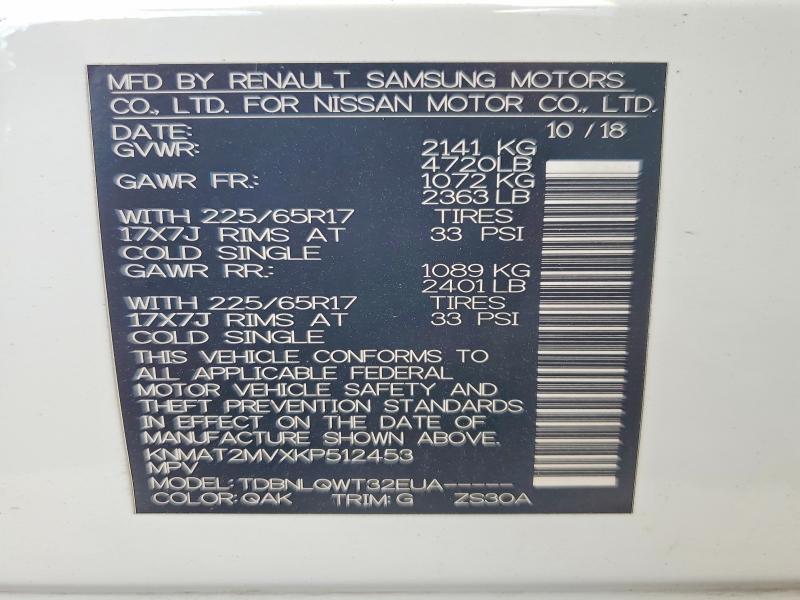 MFD BY RENAULT SAMSUNG MOTORS
CO., LTD. FOR NISSAN MOTOR CO., LTD.
DATE: 10 / 18
GVWR: 2141 KG
4720LB
GAWR FR.: 1072 KG
2363 LB
WITH 225/65R17 TIRES
17X7J RIMS AT 33 PSI
COLD SINGLE
GAWR RR.: 1089 KG
2401 LB
WITH 225/65R17 TIRES
17X7J RIMS AT 33 PSI
COLD SINGLE
THIS VEHICLE CONFORMS TO
ALL APPLICABLE FEDERAL
MOTOR VEHICLE SAFETY AND
THEFT PREVENTION STANDARDS
IN EFFECT ON THE DATE OF
MANUFACTURE SHOWN ABOVE.
KNMAT2MVXKP512453
MPV
MODEL: TDBNLQWT32EUA------
COLOR: QAK TRIM: G ZS30A